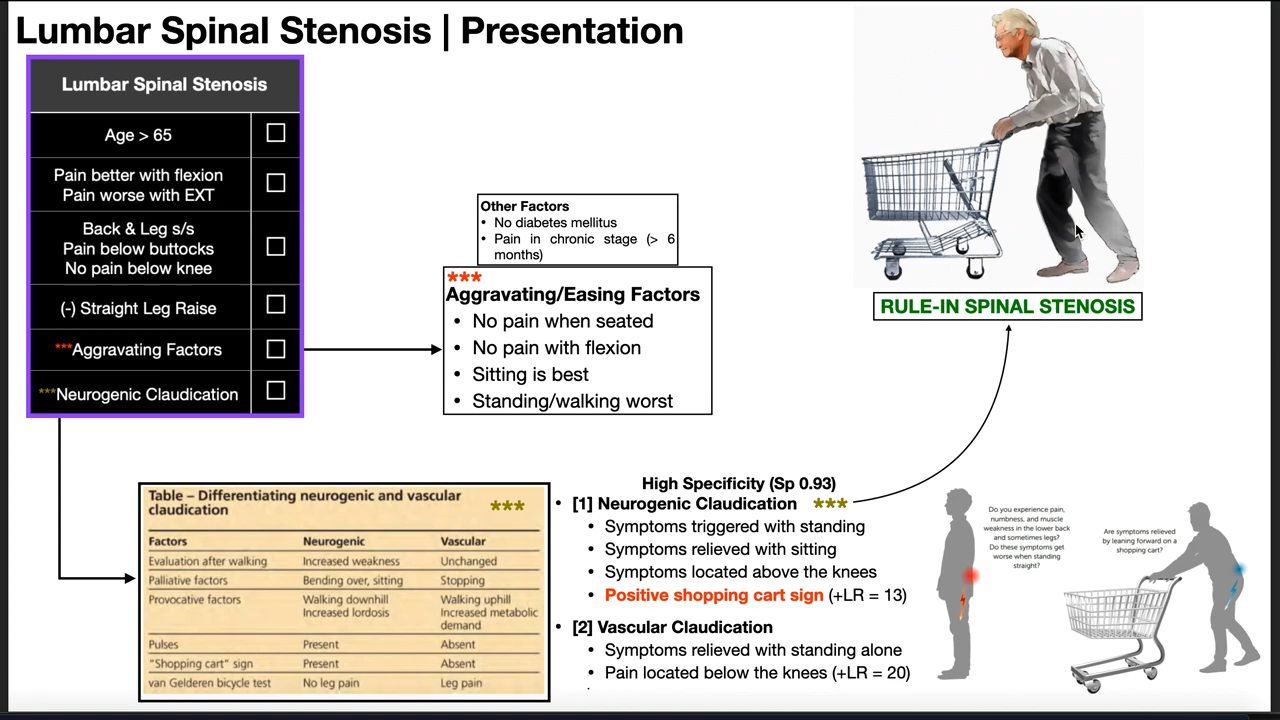 Lumbar Spinal Stenosis | Presentation
Lumbar Spinal Stenosis
Age > 65
Pain better with flexion
Pain worse with EXT
Back & Leg s/s
Pain below buttocks
No pain below knee
(-) Straight Leg Raise
***Aggravating Factors
***Neurogenic Claudication
Other Factors
• No diabetes mellitus
• Pain in chronic stage (> 6
months)
***
Aggravating/Easing Factors
• No pain when seated
• No pain with flexion
• Sitting is best
• Standing/walking worst
RULE-IN SPINAL STENOSIS
Table – Differentiating neurogenic and vascular
claudication
***
Factors Neurogenic Vascular
Evaluation after walking Increased weakness Unchanged
Palliative factors Bending over, sitting Stopping
Provocative factors Walking downhill Walking uphill
Increased lordosis Increased metabolic
demand
Pulses Present Absent
"Shopping cart" sign Present Absent
van Gelderen bicycle test No leg pain Leg pain
High Specificity (Sp 0.93)
• [1] Neurogenic Claudication ***
• Symptoms triggered with standing
• Symptoms relieved with sitting
• Symptoms located above the knees
• Positive shopping cart sign (+LR = 13)
• [2] Vascular Claudication
• Symptoms relieved with standing alone
• Pain located below the knees (+LR = 20)
Do you experience pain,
numbness, and muscle
weakness in the lower back
and sometimes legs?
Do these symptoms get
worse when standing
straight?
Are symptoms relieved
by leaning forward on a
shopping cart?